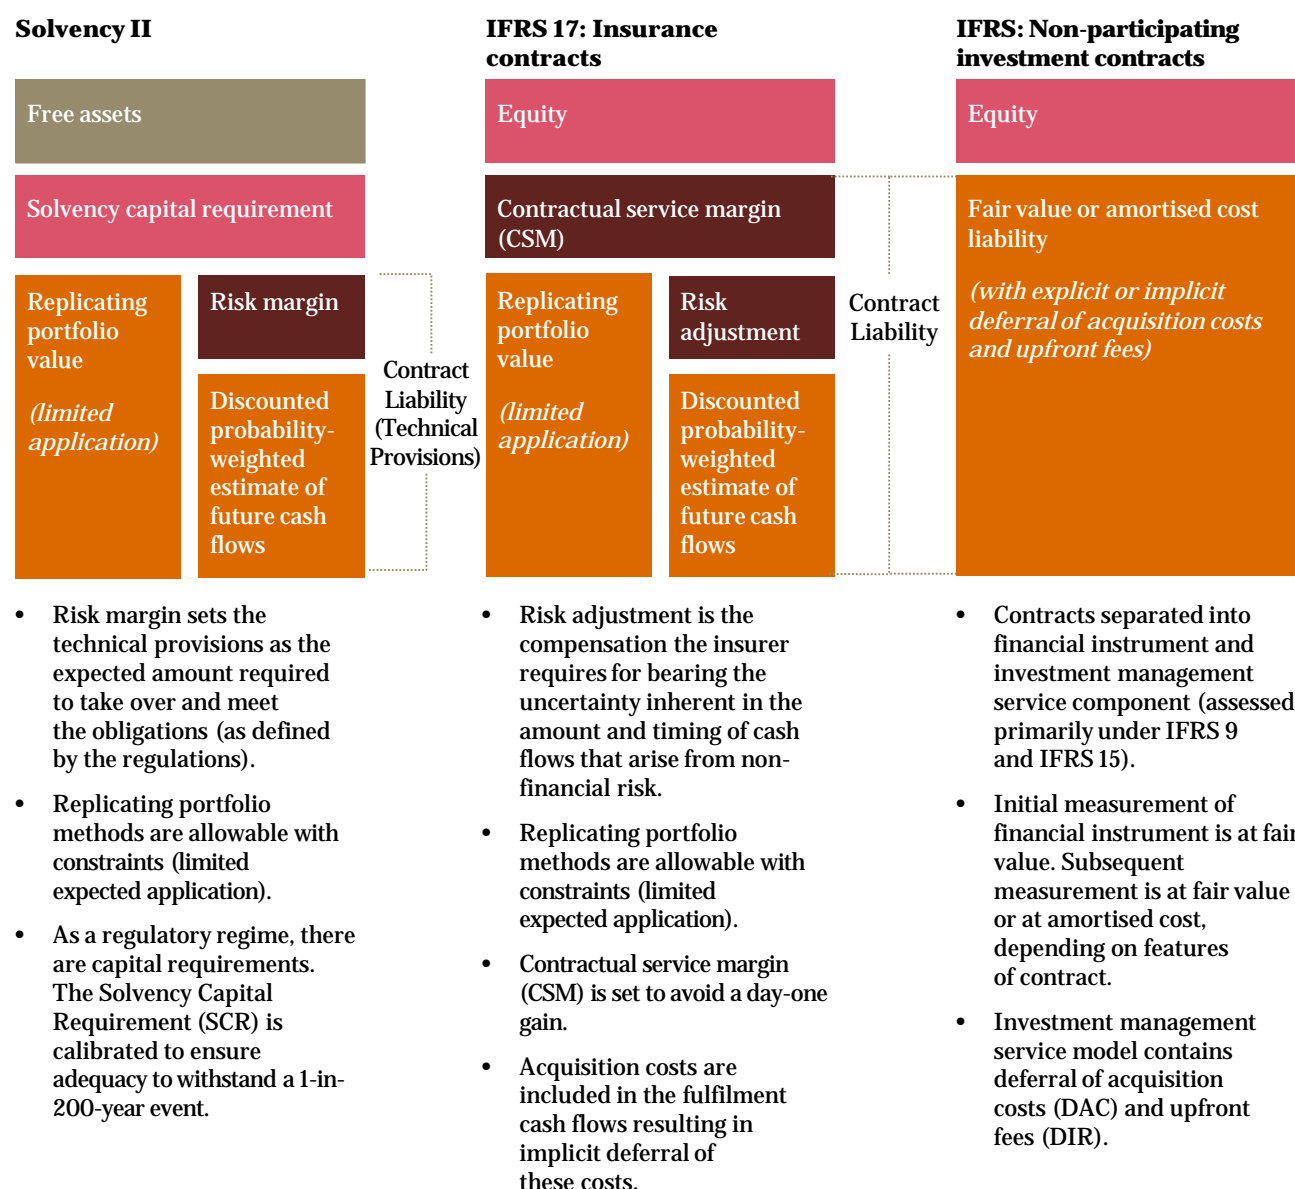 Solvency II
Free assets
Solvency capital requirement
Replicating
portfolio
value
(limited
application)
Risk margin
Discounted
probability-
weighted
estimate of
future cash
flows
Contract
Liability
(Technical
Provisions)
• Risk margin sets the
technical provisions as the
expected amount required
to take over and meet
the obligations (as defined
by the regulations).
• Replicating portfolio
methods are allowable with
constraints (limited
expected application).
• As a regulatory regime, there
are capital requirements.
The Solvency Capital
Requirement (SCR) is
calibrated to ensure
adequacy to withstand a 1-in-
200-year event.
IFRS 17: Insurance
contracts
Equity
Contractual service margin
(CSM)
Replicating
portfolio
value
(limited
application)
Risk
adjustment
Discounted
probability-
weighted
estimate of
future cash
flows
Contract
Liability
• Risk adjustment is the
compensation the insurer
requires for bearing the
uncertainty inherent in the
amount and timing of cash
flows that arise from non-
financial risk.
• Replicating portfolio
methods are allowable with
constraints (limited
expected application).
• Contractual service margin
(CSM) is set to avoid a day-one
gain.
• Acquisition costs are
included in the fulfilment
cash flows resulting in
implicit deferral of
these costs.
IFRS: Non-participating
investment contracts
Equity
Fair value or amortised cost
liability
(with explicit or implicit
deferral of acquisition costs
and upfront fees)
• Contracts separated into
financial instrument and
investment management
service component (assessed
primarily under IFRS 9
and IFRS 15).
• Initial measurement of
financial instrument is at fair
value. Subsequent
measurement is at fair value
or at amortised cost,
depending on features
of contract.
• Investment management
service model contains
deferral of acquisition
costs (DAC) and upfront
fees (DIR).